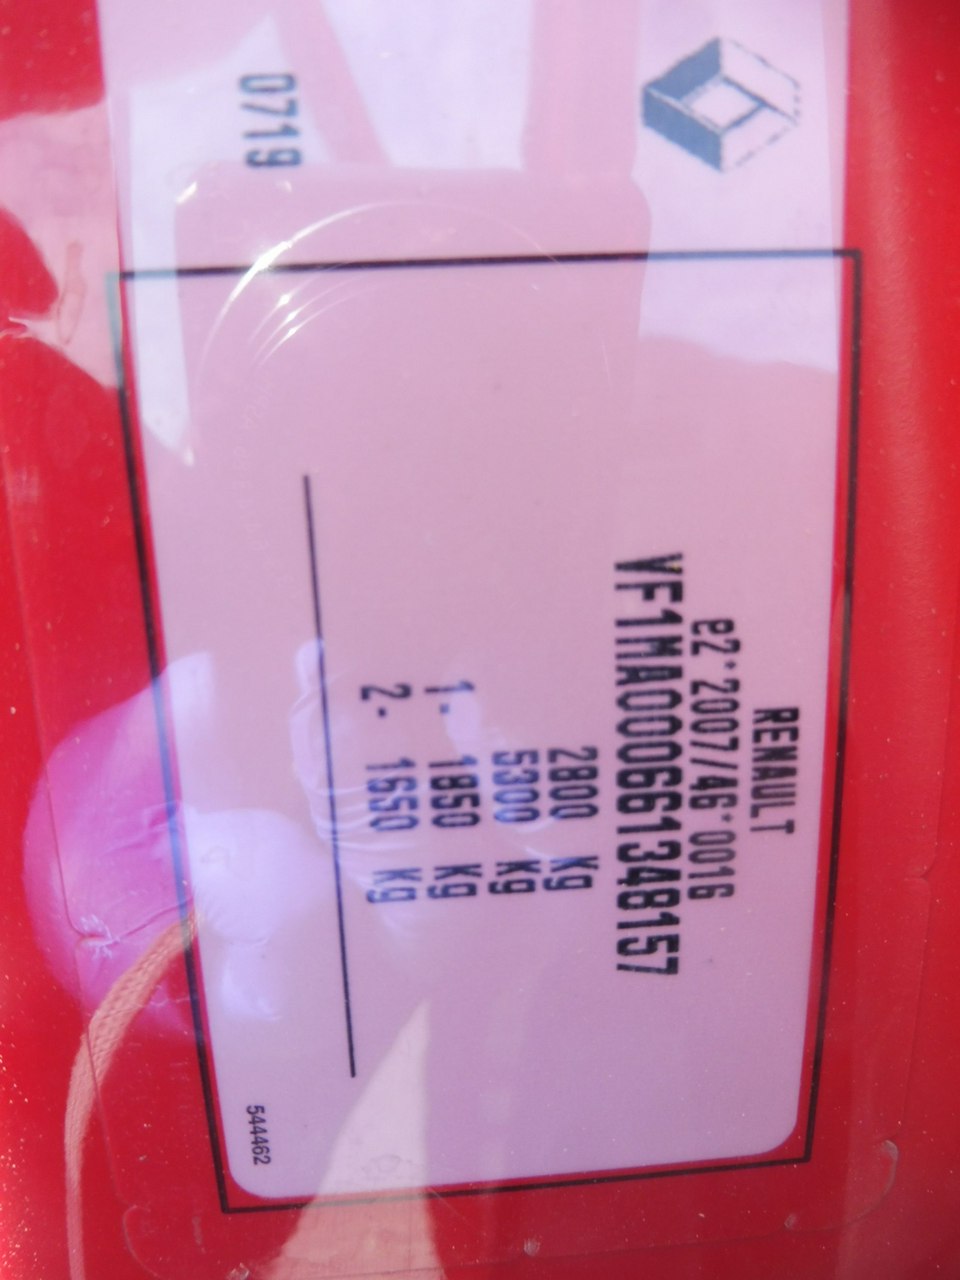 RENAULT
e2*2007/46*0016
VF1MA000661348157
2800 Kg
5300 Kg
1- 1850 Kg
2- 1650 Kg
0719
544462